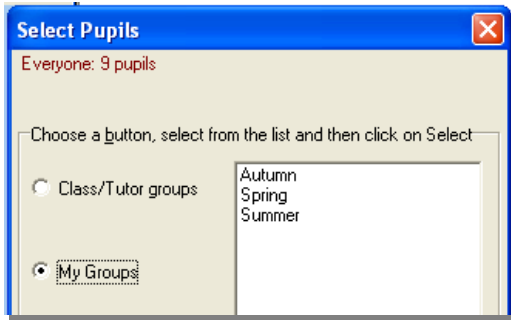 Select Pupils
Everyone: 9 pupils
Choose a button, select from the list and then click on Select
Class/Tutor groups
Autumn
Spring
Summer
My Groups